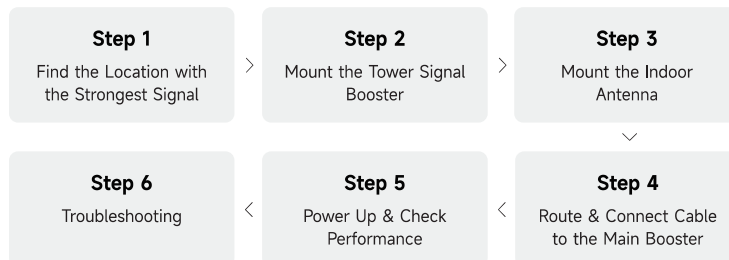 Step 1
Find the Location with
the Strongest Signal
Step 2
Mount the Tower Signal
Booster
Step 3
Mount the Indoor
Antenna
Step 4
Route & Connect Cable
to the Main Booster
Step 5
Power Up & Check
Performance
Step 6
Troubleshooting